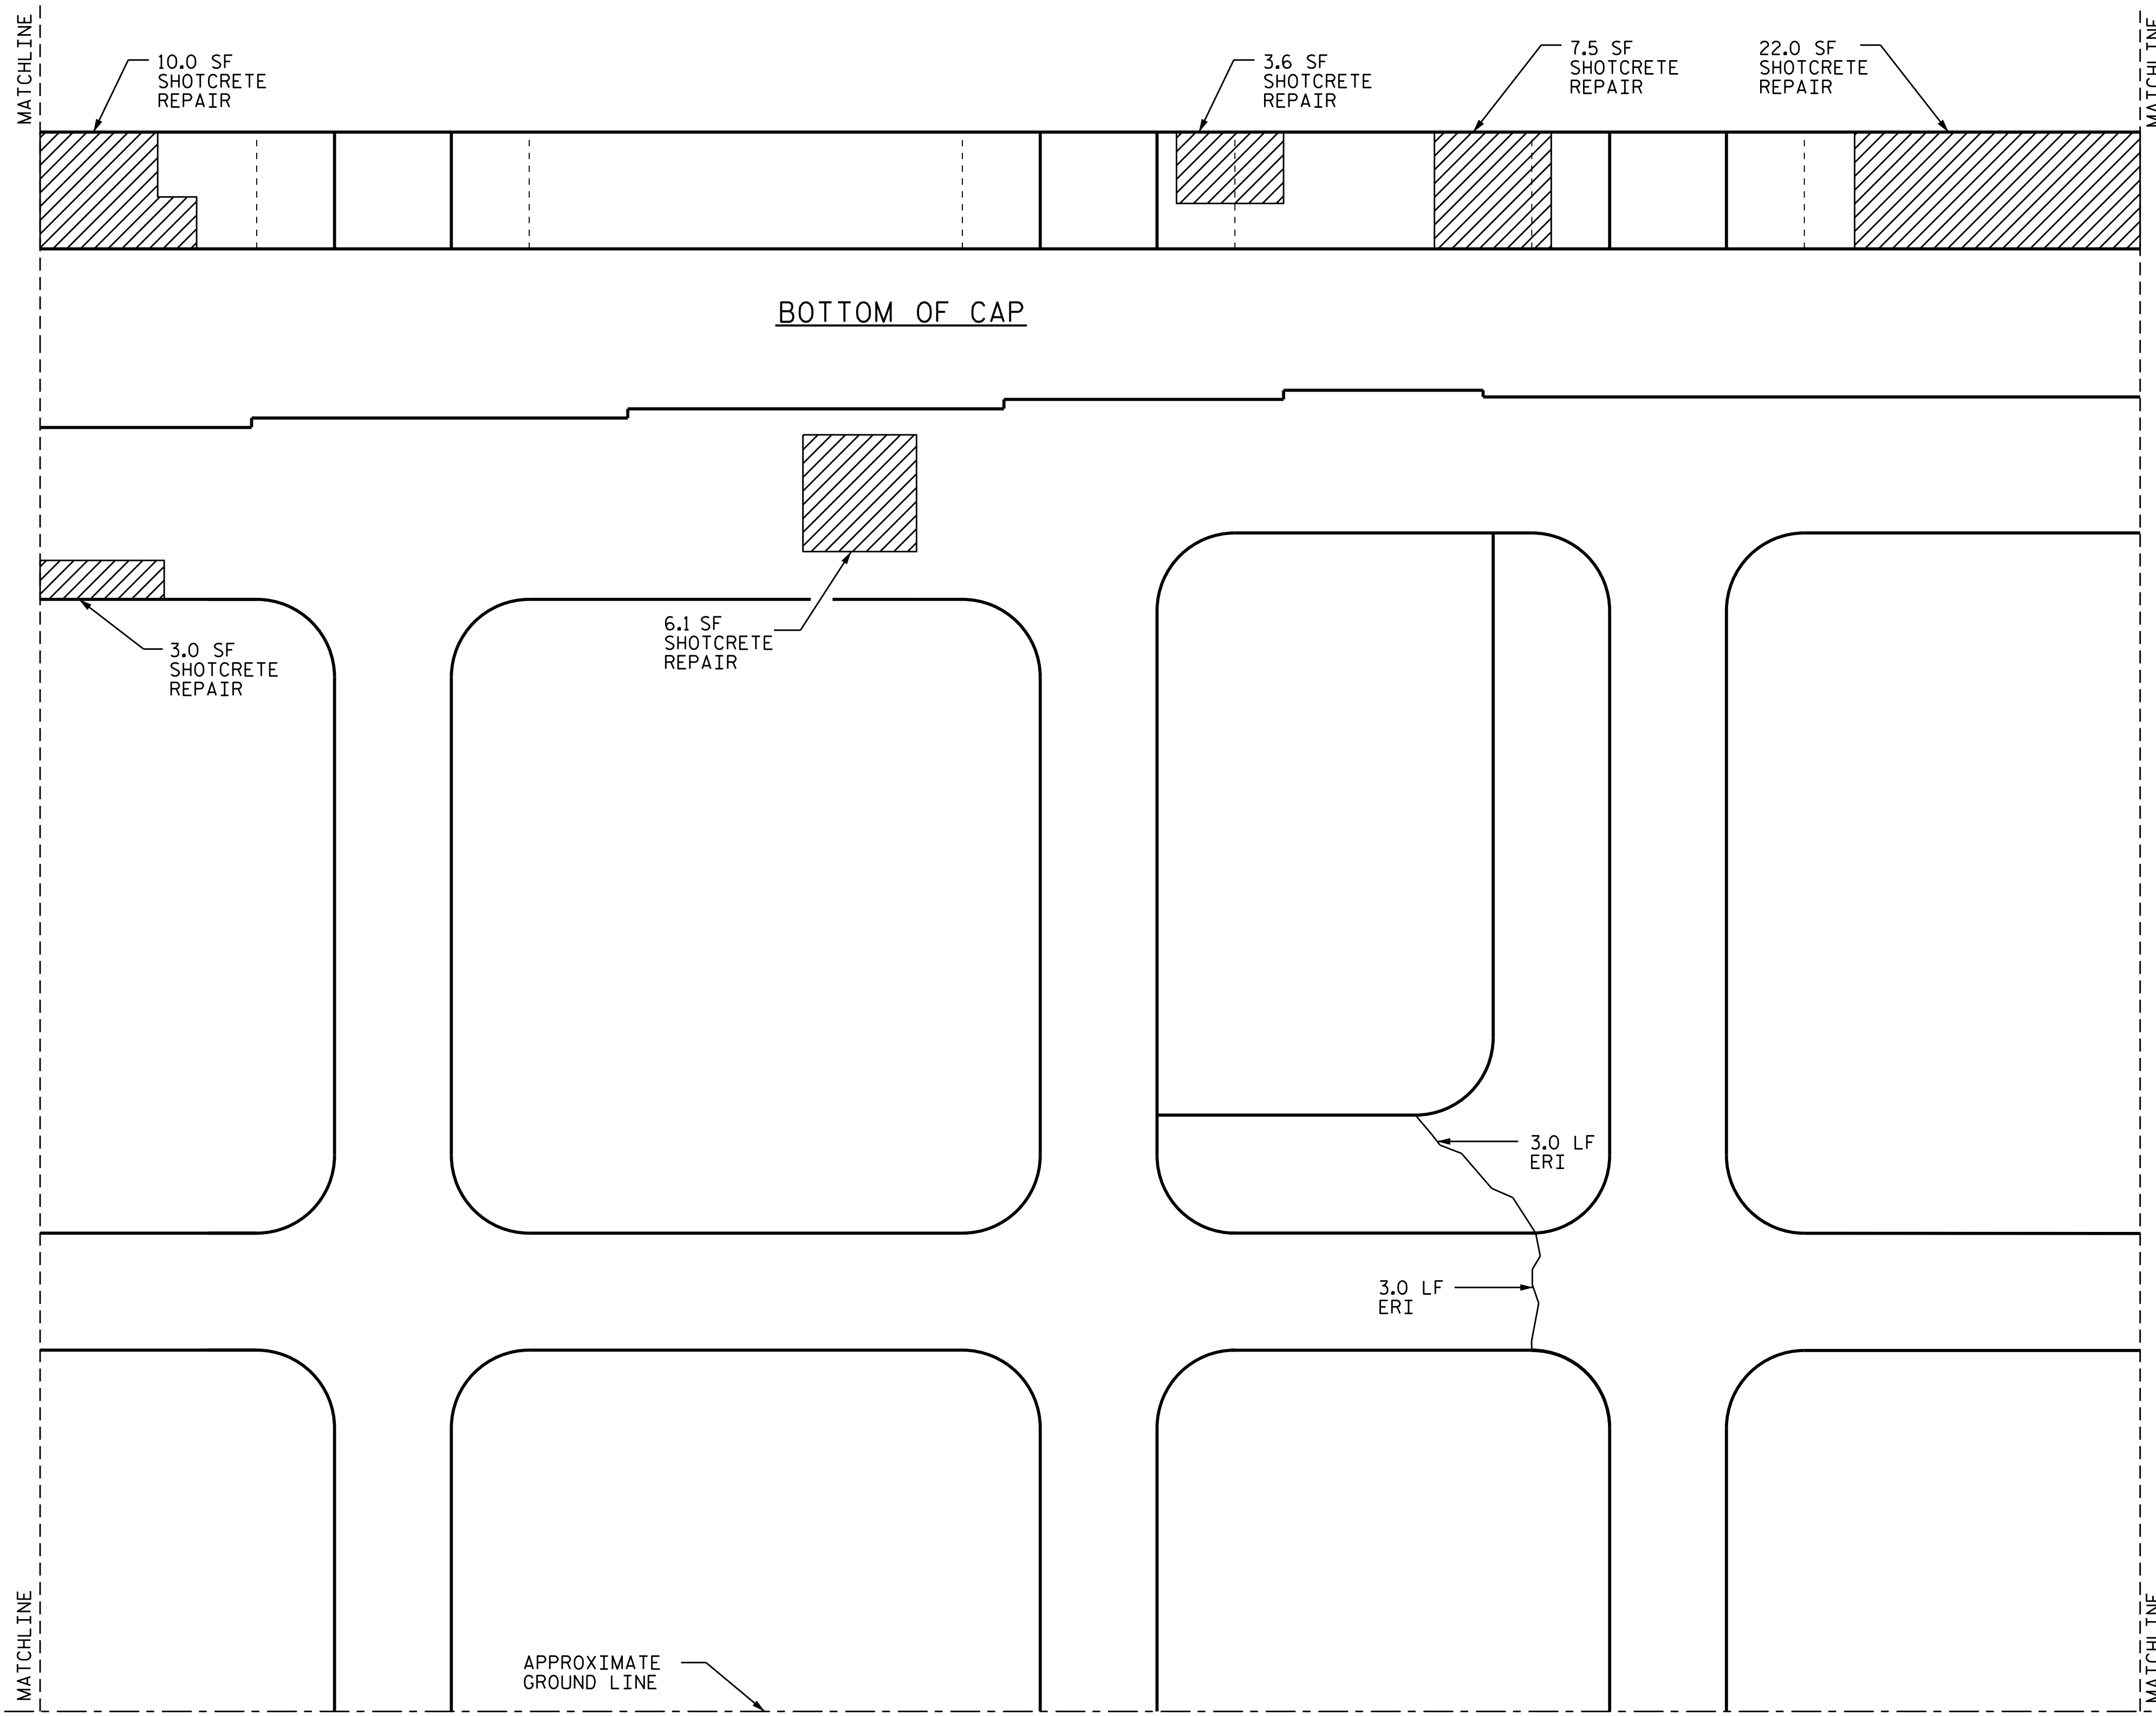 MATCHLINE
10.0 SF
SHOTCRETE
REPAIR
3.6 SF
SHOTCRETE
REPAIR
7.5 SF
SHOTCRETE
REPAIR
22.0 SF
SHOTCRETE
REPAIR
MATCHLINE
BOTTOM OF CAP
3.0 SF
SHOTCRETE
REPAIR
6.1 SF
SHOTCRETE
REPAIR
3.0 LF
ERI
3.0 LF
ERI
MATCHLINE
APPROXIMATE
GROUND LINE
MATCHLINE